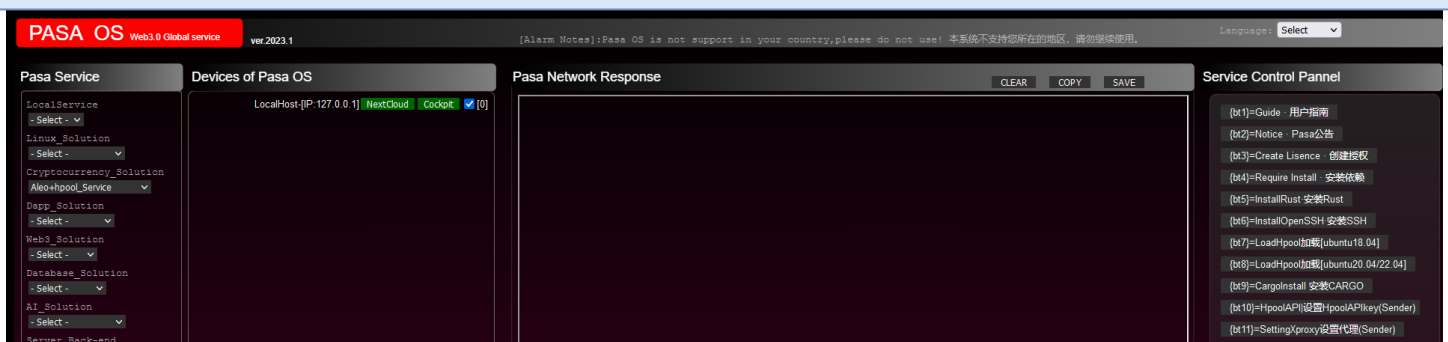 PASA OS Web3.0 Global service
ver.2023.1
[Alarm Notes]:Pasa OS is not support in your country,please do not use! 本系统不支持您所在的地区，请勿继续使用。
Language: Select
Pasa Service
LocalService
- Select -
Linux_Solution
- Select -
Cryptocurrency_Solution
Aleo+hpool_Service
Dapp_Solution
- Select -
Web3_Solution
- Select -
Database_Solution
- Select -
AI_Solution
- Select -
Server_Back-end
Devices of Pasa OS
LocalHost-[IP:127.0.0.1] NextCloud Cockpit [0]
Pasa Network Response
CLEAR COPY SAVE
Service Control Pannel
{bt1}=Guide · 用户指南
{bt2}=Notice · Pasa公告
{bt3}=Create Lisence · 创建授权
{bt4}=Require Install · 安装依赖
{bt5}=InstallRust·安装Rust
{bt6}=InstallOpenSSH·安装SSH
{bt7}=LoadHpool加载[ubuntu18.04]
{bt8}=LoadHpool加载[ubuntu20.04/22.04]
{bt9}=CargoInstall 安装CARGO
{bt10}=HpoolAPI|设置HpoolAPIkey(Sender)
{bt11}=SettingXproxy设置代理(Sender)